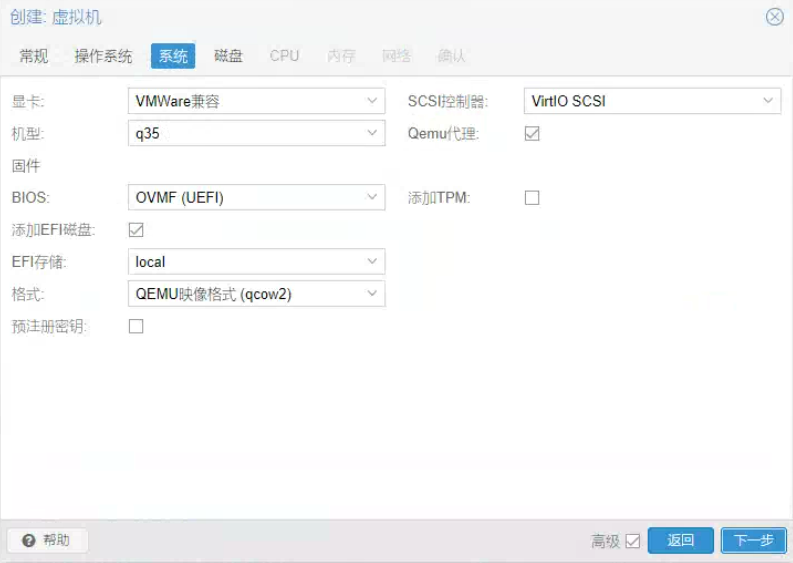 创建: 虚拟机
常规 操作系统 系统 磁盘 CPU 内存 网络 确认
显卡: VMWare兼容 SCSI控制器: VirtIO SCSI
机型: q35 Qemu代理:
固件
BIOS: OVMF (UEFI) 添加TPM:
添加EFI磁盘:
EFI存储: local
格式: QEMU映像格式 (qcow2)
预注册密钥:
帮助 高级 返回 下一步